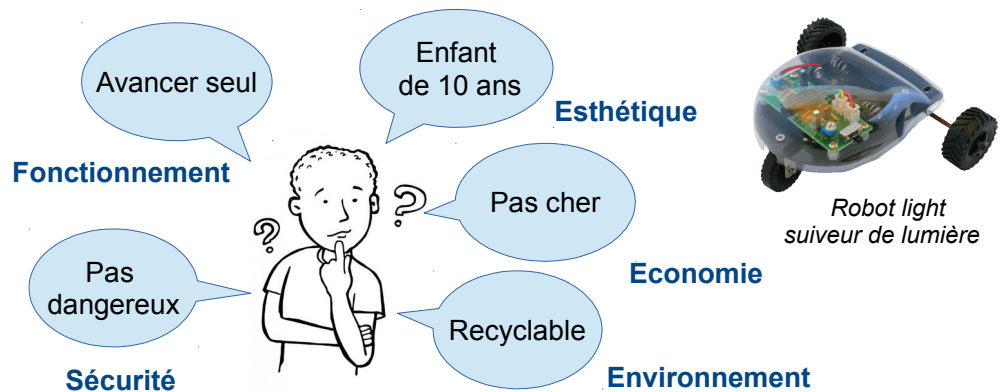 Avancer seul
Enfant
de 10 ans
Esthétique
Fonctionnement
Pas cher
?
?
Robot light
suiveur de lumière
Pas
dangereux
Economie
Recyclable
Sécurité
Environnement